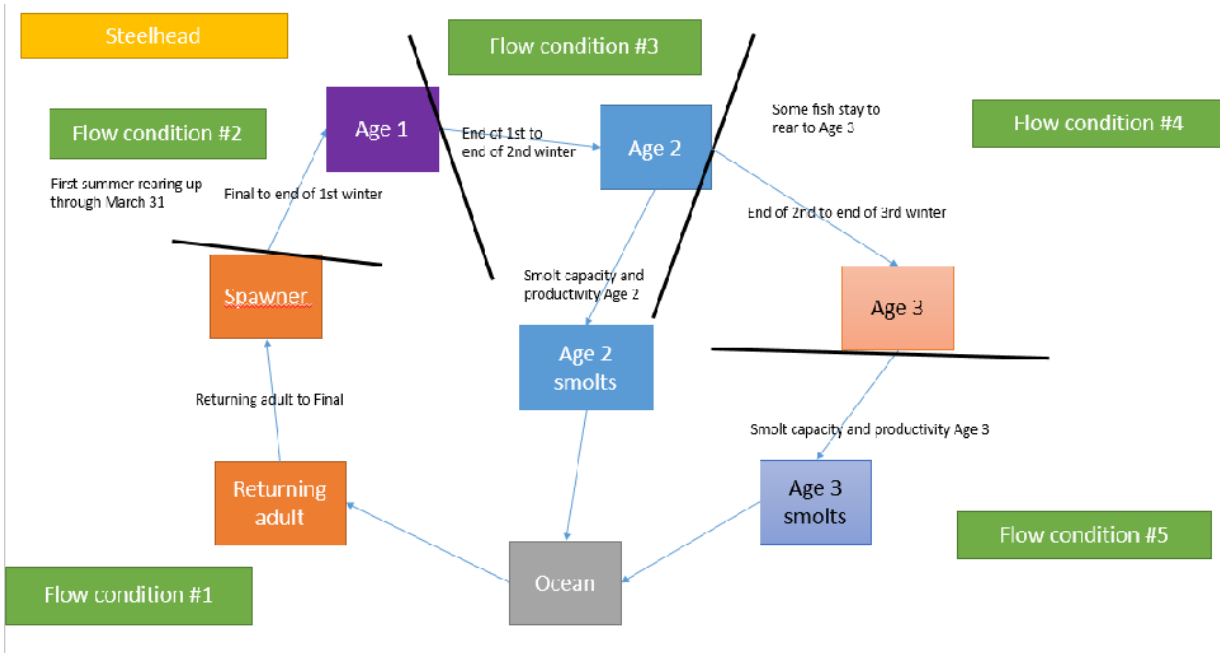 Steelhead
Flow condition #3
Flow condition #2
Age 1
End of 1st to
end of 2nd winter
Age 2
Some fish stay to
rear to Age 3
Flow condition #4
First summer rearing up
through March 31
Final to end of 1st winter
End of 2nd to end of 3rd winter
Spawner
Smolt capacity and
productivity Age 2
Age 3
Age 2
smolts
Returning adult to Final
Smolt capacity and productivity Age 3
Returning
adult
Age 3
smolts
Flow condition #5
Ocean
Flow condition #1